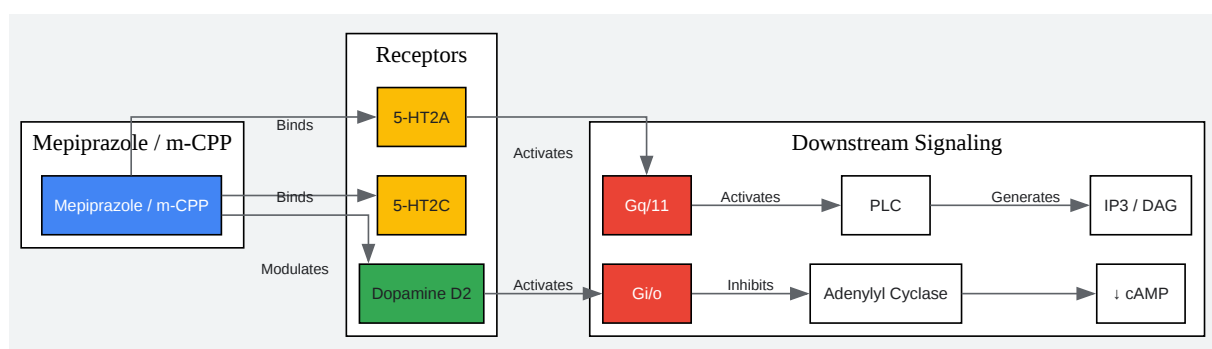 Receptors
5-HT2A
Binds
Mepiprazole / m-CPP
Downstream Signaling
Activates
Mepiprazole / m-CPP
Binds
5-HT2C
Gq/11
Activates
PLC
Generates
IP3 / DAG
Modulates
Dopamine D2
Activates
Gi/o
Inhibits
Adenylyl Cyclase
↓ cAMP